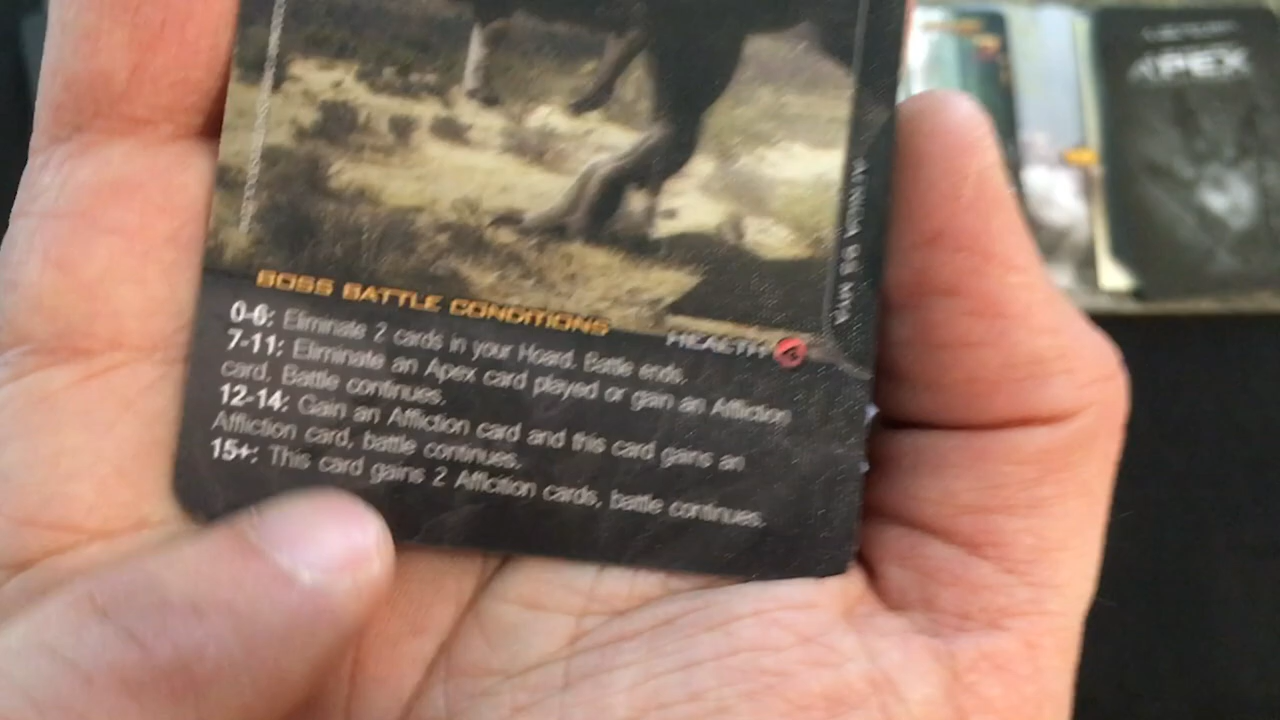 APEX
BOSS BATTLE CONDITIONS
HEALTH
0-6: Eliminate 2 cards in your Hoard. Battle ends.
7-11: Eliminate an Apex card played or gain an Affliction
card, Battle continues.
12-14: Gain an Affliction card and this card gains an
Affliction card, battle continues.
15+: This card gains 2 Afflcition cards, battle continues.